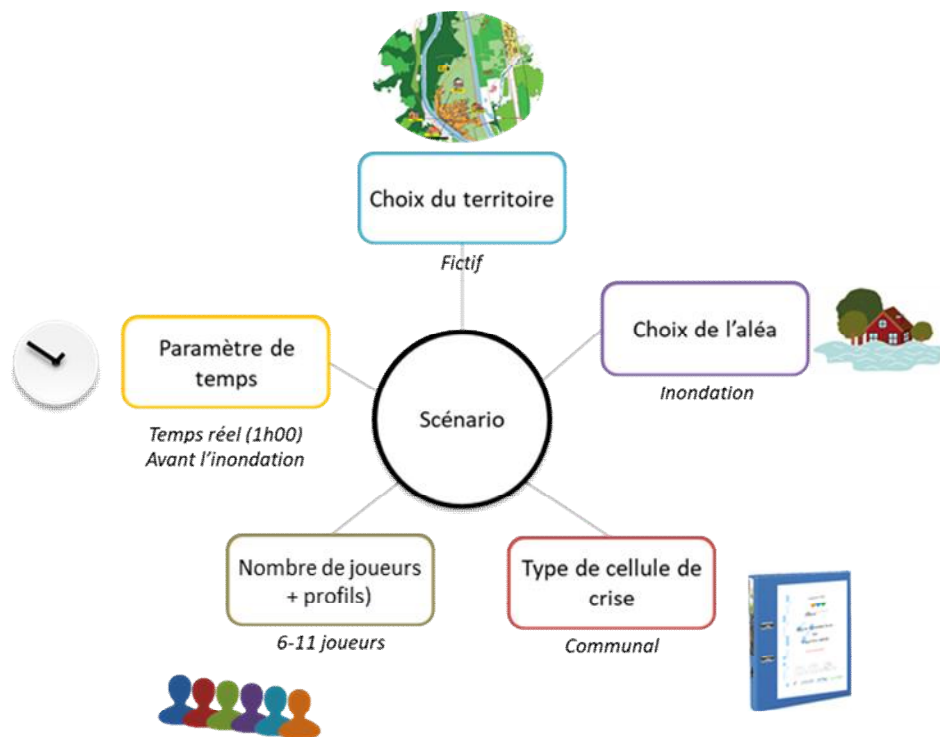 Choix du territoire
Fictif
Choix de l'aléa
Inondation
Paramètre de
temps
Temps réel (1h00)
Avant l'inondation
Scénario
Nombre de joueurs
+ profils)
6-11 joueurs
Type de cellule de
crise
Communal